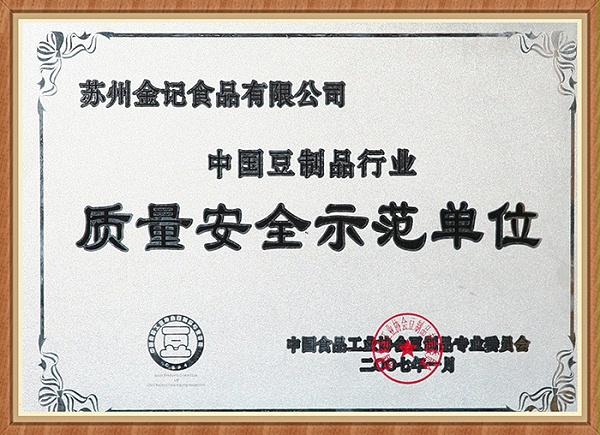 苏州金记食品有限公司
中国豆制品行业
质量安全示范单位
中国食品工业协会豆制品专业委员会
二〇〇七年一月